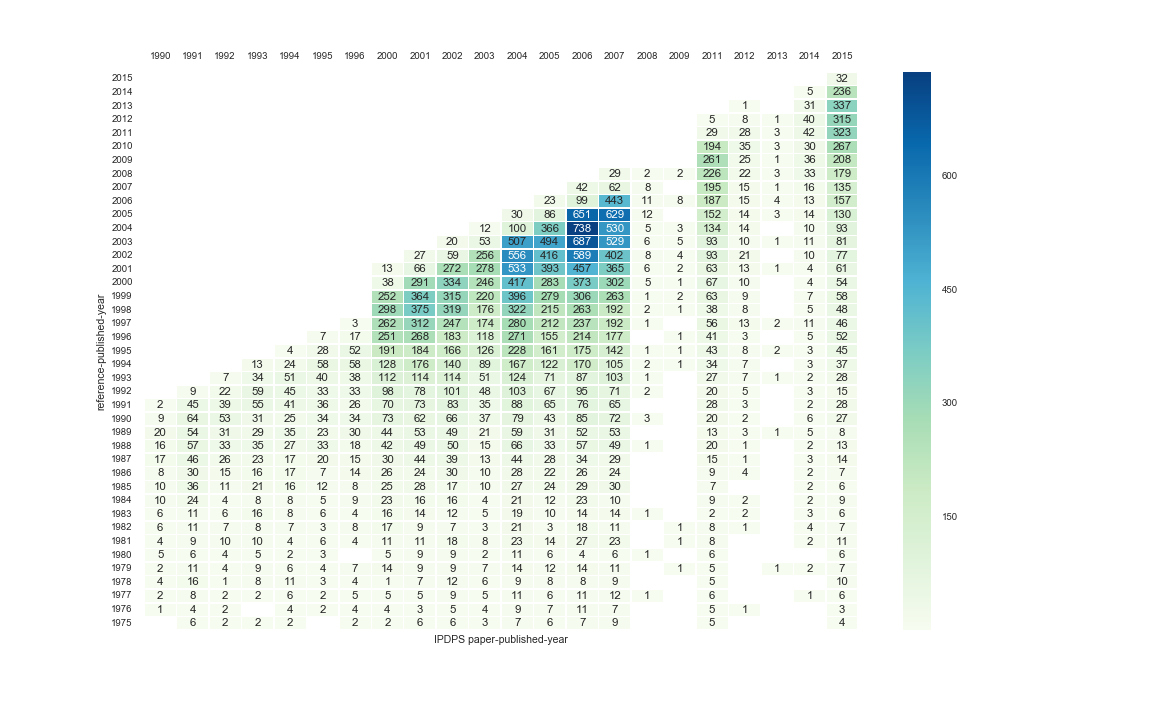 1990 1991 1992 1993 1994 1995 1996 2000 2001 2002 2003 2004 2005 2006 2007 2008 2009 2011 2012 2013 2014 2015
2015 32
2014 5 236
2013 1 31 337
2012 5 8 1 40 315
2011 29 28 3 42 323
2010 194 35 3 30 267
2009 261 25 1 36 208
2008 29 2 2 226 22 3 33 179
600
2007 42 62 8 195 15 1 16 135
2006 23 99 443 11 8 187 15 4 13 157
2005 30 86 651 629 12 152 14 3 14 130
2004 12 100 366 738 530 5 3 134 14 10 93
2003 20 53 507 494 687 529 6 5 93 10 1 11 81
2002 27 59 256 556 416 589 402 8 4 93 21 10 77
2001 13 66 272 278 533 393 457 365 6 2 63 13 1 4 61
2000 38 291 334 246 417 283 373 302 5 1 67 10 4 54
450
1999 252 364 315 220 396 279 306 263 1 2 63 9 7 58
1998 298 375 319 176 322 215 263 192 2 1 38 8 5 48
1997 3 262 312 247 174 280 212 237 192 1 56 13 2 11 46
1996 7 17 251 268 183 118 271 155 214 177 1 41 3 5 52
1995 4 28 52 191 184 166 126 228 161 175 142 1 1 43 8 2 3 45
1994 13 24 58 58 128 176 140 89 167 122 170 105 2 1 34 7 3 37
1993 7 34 51 40 38 112 114 114 51 124 71 87 103 1 27 7 1 2 28
1992 9 22 59 45 33 33 98 78 101 48 103 67 95 71 2 20 5 3 15
300
1991 2 45 39 55 41 36 26 70 73 83 35 88 65 76 65 28 3 2 28
1990 9 64 53 31 25 34 34 73 62 66 37 79 43 85 72 3 20 2 6 27
1989 20 54 31 29 35 23 30 44 53 49 21 59 31 52 53 13 3 1 5 8
1988 16 57 33 35 27 33 18 42 49 50 15 66 33 57 49 1 20 1 2 13
1987 17 46 26 23 17 20 15 30 44 39 13 44 28 34 29 15 1 3 14
1986 8 30 15 16 17 7 14 26 24 30 10 28 22 26 24 9 4 2 7
1985 10 36 11 21 16 12 8 25 28 17 10 27 24 29 30 7 2 6
1984 10 24 4 8 8 5 9 23 16 16 4 21 12 23 10 9 2 2 9
1983 6 11 6 16 8 6 4 16 14 12 5 19 10 14 14 1 2 2 3 6
150
1982 6 11 7 8 7 3 8 17 9 7 3 21 3 18 11 1 8 1 4 7
1981 4 9 10 10 4 6 4 11 11 18 8 23 14 27 23 1 8 2 11
1980 5 6 4 5 2 3 5 9 9 2 11 6 4 6 1 6 6
1979 2 11 4 9 6 4 7 14 9 9 7 14 12 14 11 1 5 1 2 7
1978 4 16 1 8 11 3 4 1 7 12 6 9 8 8 9 5 10
1977 2 8 2 2 6 2 5 5 5 9 5 11 6 11 12 1 6 1 6
1976 1 4 2 4 2 4 4 3 5 4 9 7 11 7 5 1 3
1975 6 2 2 2 2 2 6 6 3 7 6 7 9 5 4
reference-published-year
IPDPS paper-published-year